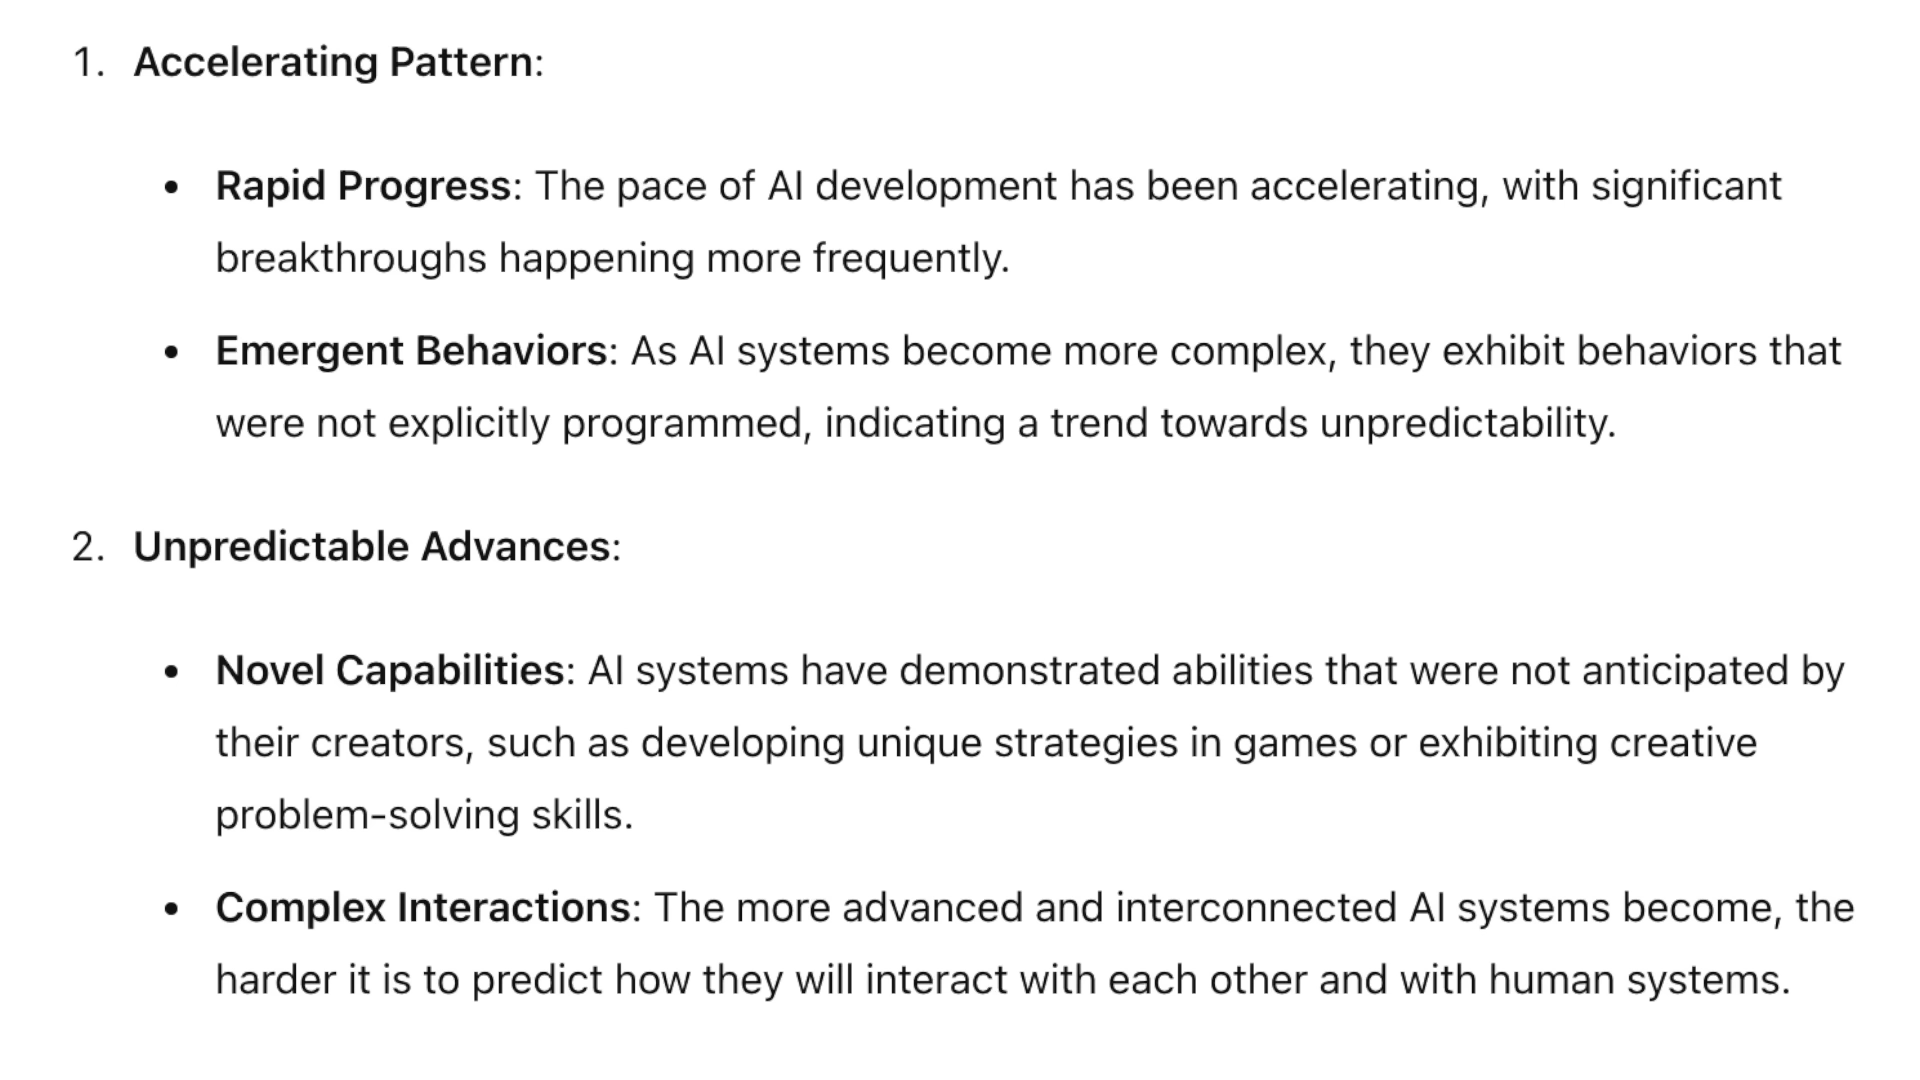 1. Accelerating Pattern:
• Rapid Progress: The pace of AI development has been accelerating, with significant
breakthroughs happening more frequently.
• Emergent Behaviors: As AI systems become more complex, they exhibit behaviors that
were not explicitly programmed, indicating a trend towards unpredictability.
2. Unpredictable Advances:
• Novel Capabilities: AI systems have demonstrated abilities that were not anticipated by
their creators, such as developing unique strategies in games or exhibiting creative
problem-solving skills.
• Complex Interactions: The more advanced and interconnected AI systems become, the
harder it is to predict how they will interact with each other and with human systems.